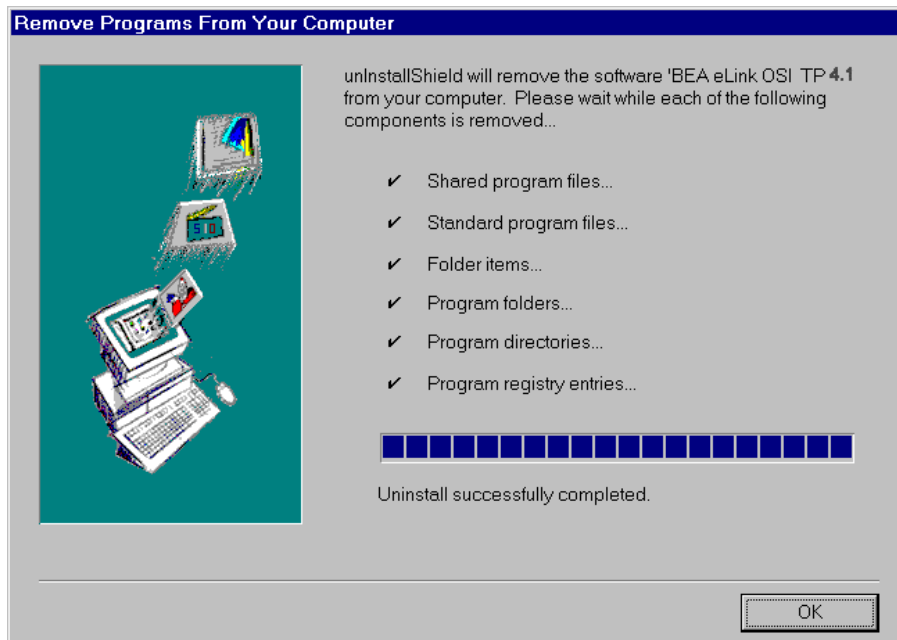 Remove Programs From Your Computer
unInstallShield will remove the software 'BEA eLink OSI TP 4.1
from your computer. Please wait while each of the following
components is removed...
✔ Shared program files...
✔ Standard program files...
✔ Folder items...
✔ Program folders...
✔ Program directories...
✔ Program registry entries...
Uninstall successfully completed.
OK